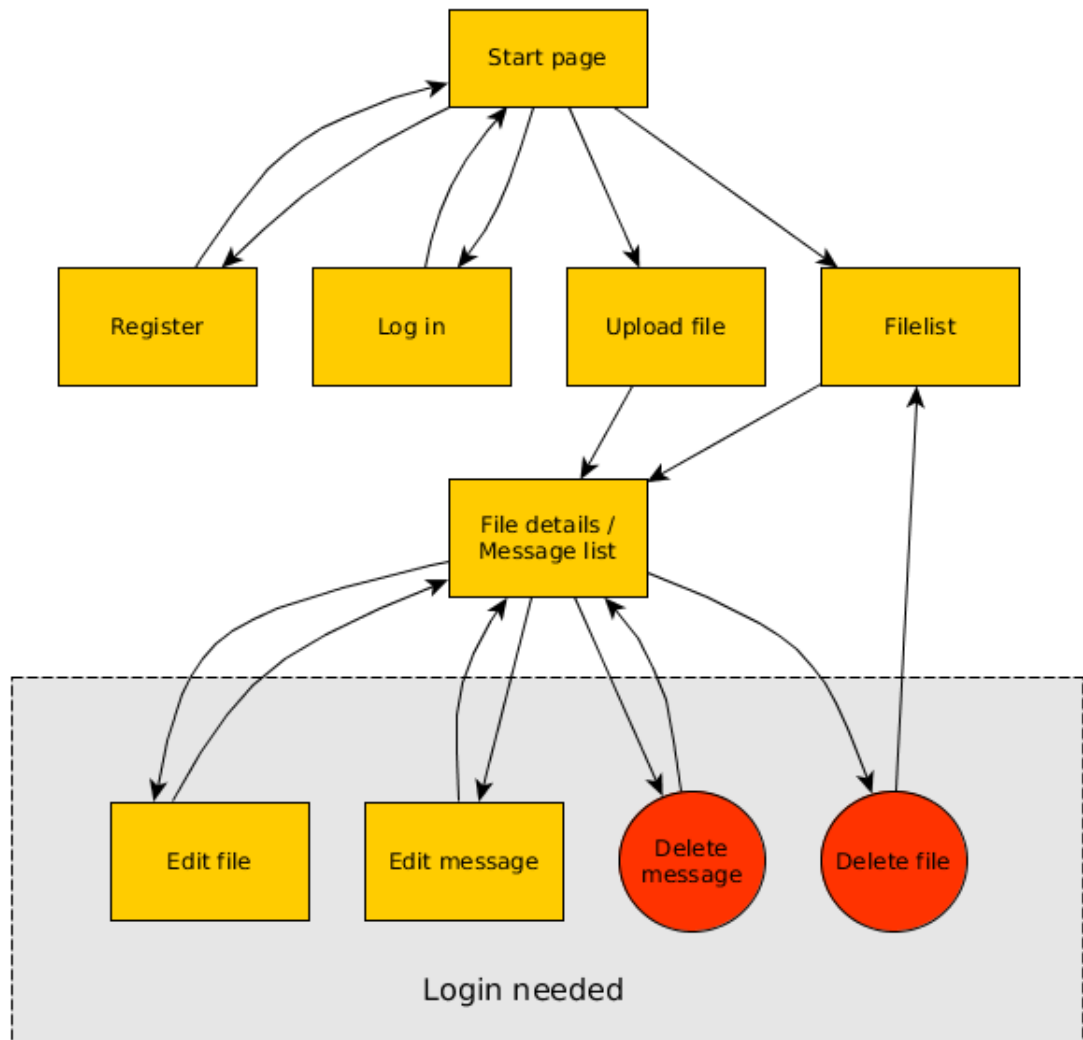 Start page
Register
Log in
Upload file
Filelist
File details /
Message list
Edit file
Edit message
Delete
message
Delete file
Login needed